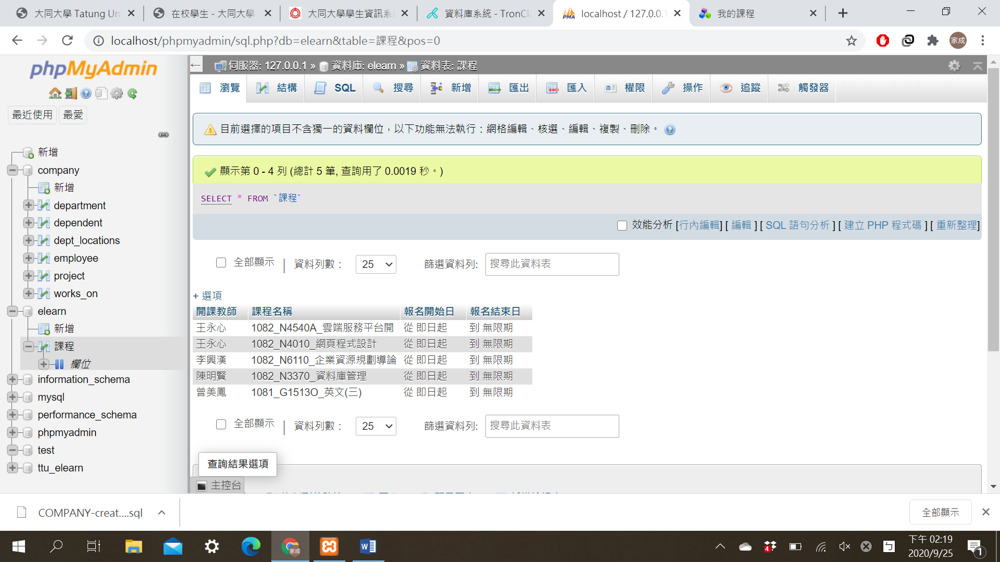 大同大學 Tatung Un
在校學生 - 大同大學
大同大學學生資訊系
資料庫系統 - TronCla
localhost / 127.0.0.1
我的課程
localhost/phpmyadmin/sql.php?db=elearn&table=課程&pos=0
家成
phpMyAdmin
最近使用
最愛
新增
company
新增
department
dependent
dept_locations
employee
project
works_on
elearn
新增
課程
欄位
information_schema
mysql
performance_schema
phpmyadmin
test
ttu_elearn
伺服器: 127.0.0.1 » 資料庫: elearn » 資料表: 課程
瀏覽 結構 SQL 搜尋 新增 匯出 匯入 權限 操作 追蹤 觸發器
目前選擇的項目不含獨一的資料欄位，以下功能無法執行：網格編輯、核選、編輯、複製、刪除。
顯示第 0 - 4 列 (總計 5 筆, 查詢用了 0.0019 秒。)
SELECT * FROM `課程`
效能分析 [行內編輯] [ 編輯 ] [ SQL 語句分析 ] [ 建立 PHP 程式碼 ] [ 重新整理]
全部顯示 | 資料列數： 25 篩選資料列: 搜尋此資料表
+ 選項
開課教師 課程名稱 報名開始日 報名結束日
王永心 1082_N4540A_雲端服務平台開 從 即日起 到 無限期
王永心 1082_N4010_網頁程式設計 從 即日起 到 無限期
李興漢 1082_N6110_企業資源規劃導論 從 即日起 到 無限期
陳明賢 1082_N3370_資料庫管理 從 即日起 到 無限期
曾美鳳 1081_G1513O_英文(三) 從 即日起 到 無限期
全部顯示 | 資料列數： 25 篩選資料列: 搜尋此資料表
查詢結果選項
主控台
COMPANY-creat....sql
全部顯示
下午 02:19
2020/9/25